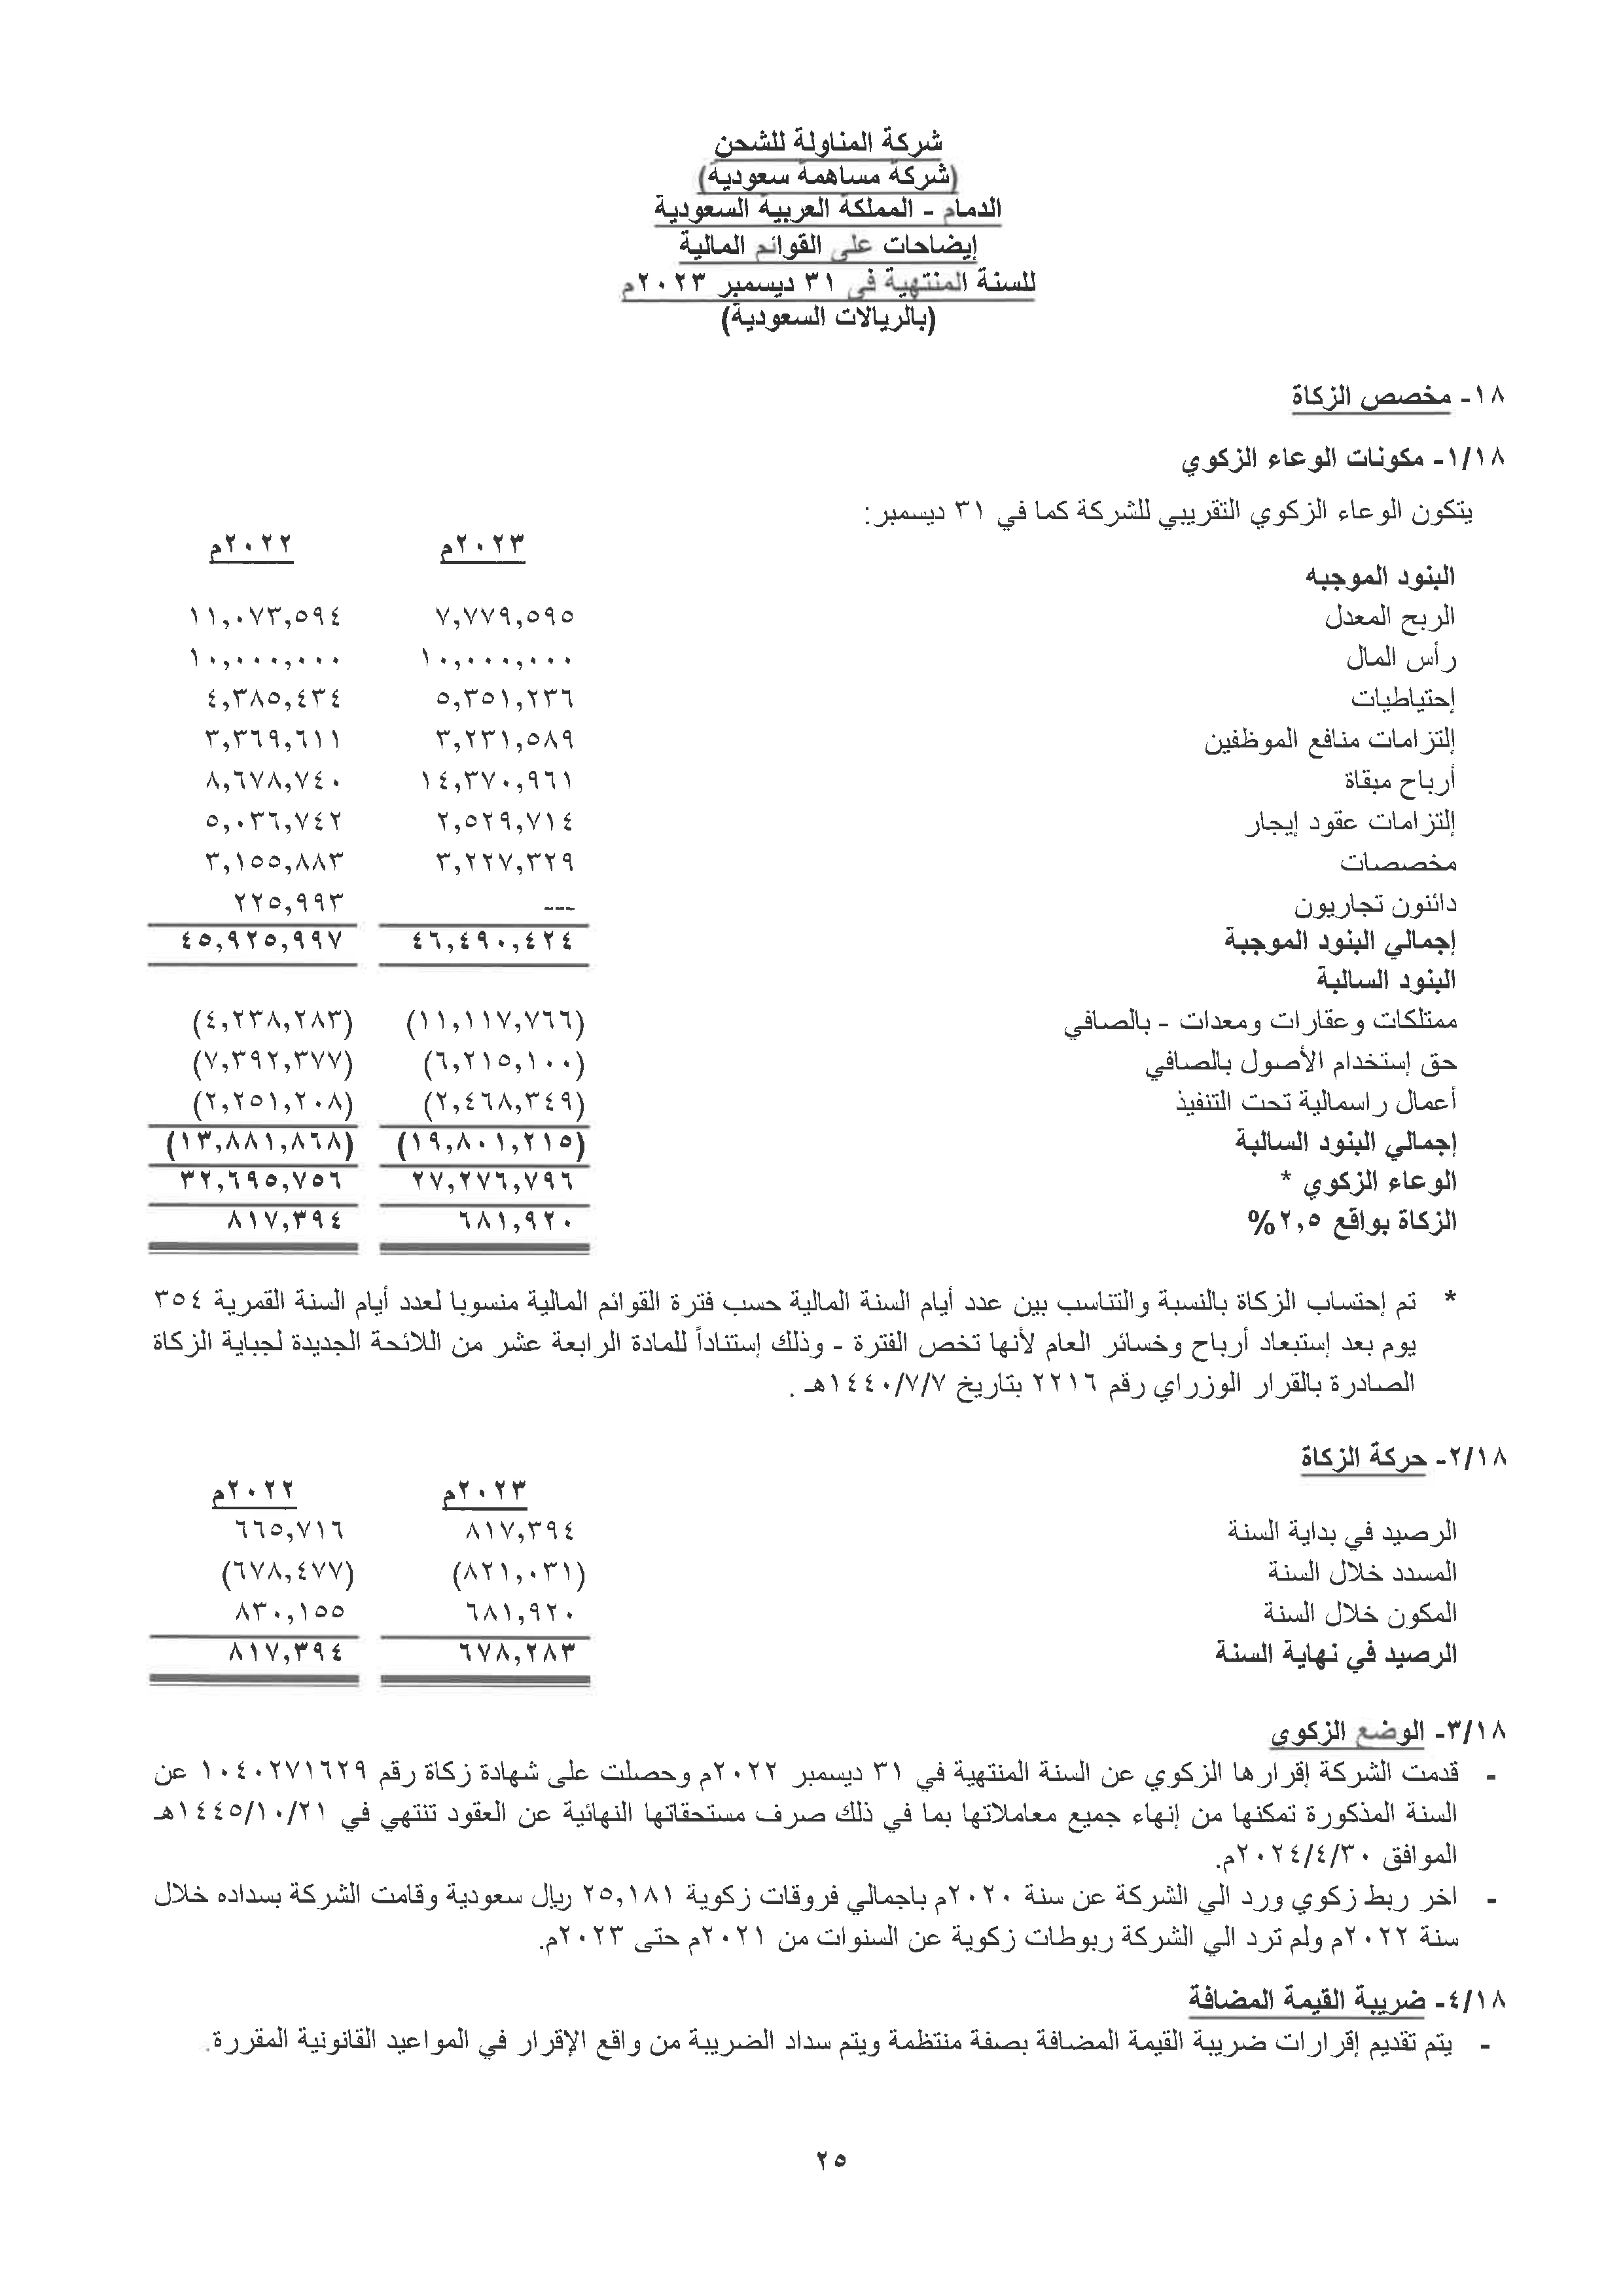 شركة المناولة للشحن
(شركة مساهمة سعودية)
الدمام - المملكة العربية السعودية
إيضاحات على القوائم المالية
للسنة المنتهية في ٣١ ديسمبر ٢٠٢٣م
(بالريالات السعودية)
١٨- مخصص الزكاة
١/١٨- مكونات الوعاء الزكوي
يتكون الوعاء الزكوي التقريبي للشركة كما في ٣١ ديسمبر:
٢٠٢٣م ٢٠٢٢م
البنود الموجبه
الربح المعدل ٧,٧٧٩,٥٩٥ ١١,٠٧٣,٥٩٤
رأس المال ١٠,٠٠٠,٠٠٠ ١٠,٠٠٠,٠٠٠
إحتياطيات ٥,٣٥١,٢٣٦ ٤,٣٨٥,٤٣٤
إلتزامات منافع الموظفين ٣,٢٣١,٥٨٩ ٣,٣٦٩,٦١١
أرباح مبقاة ١٤,٣٧٠,٩٦١ ٨,٦٧٨,٧٤٠
إلتزامات عقود إيجار ٢,٥٢٩,٧١٤ ٥,٠٣٦,٧٤٢
مخصصات ٣,٢٢٧,٣٢٩ ٣,١٥٥,٨٨٣
دائنون تجاريون --- ٢٢٥,٩٩٣
إجمالي البنود الموجبة ٤٦,٤٩٠,٤٢٤ ٤٥,٩٢٥,٩٩٧
البنود السالبة
ممتلكات وعقارات ومعدات - بالصافي (١١,١١٧,٧٦٦) (٤,٢٣٨,٢٨٣)
حق إستخدام الأصول بالصافي (٦,٢١٥,١٠٠) (٧,٣٩٢,٣٧٧)
أعمال راسمالية تحت التنفيذ (٢,٤٦٨,٣٤٩) (٢,٢٥١,٢٠٨)
إجمالي البنود السالبة (١٩,٨٠١,٢١٥) (١٣,٨٨١,٨٦٨)
الوعاء الزكوي * ٢٧,٢٧٦,٧٩٦ ٣٢,٦٩٥,٧٥٦
الزكاة بواقع ٢,٥% ٦٨١,٩٢٠ ٨١٧,٣٩٤
* تم إحتساب الزكاة بالنسبة والتناسب بين عدد أيام السنة المالية حسب فترة القوائم المالية منسوبا لعدد أيام السنة القمرية ٣٥٤
يوم بعد إستبعاد أرباح وخسائر العام لأنها تخص الفترة - وذلك إستناداً للمادة الرابعة عشر من اللائحة الجديدة لجباية الزكاة
الصادرة بالقرار الوزراي رقم ٢٢١٦ بتاريخ ١٤٤٠/٧/٧هـ .
٢/١٨- حركة الزكاة
٢٠٢٣م ٢٠٢٢م
الرصيد في بداية السنة ٨١٧,٣٩٤ ٦٦٥,٧١٦
المسدد خلال السنة (٨٢١,٠٣١) (٦٧٨,٤٧٧)
المكون خلال السنة ٦٨١,٩٢٠ ٨٣٠,١٥٥
الرصيد في نهاية السنة ٦٧٨,٢٨٣ ٨١٧,٣٩٤
٣/١٨- الوضع الزكوي
- قدمت الشركة إقرارها الزكوي عن السنة المنتهية في ٣١ ديسمبر ٢٠٢٢م وحصلت على شهادة زكاة رقم ١٠٤٠٢٧١٦٢٩ عن
السنة المذكورة تمكنها من إنهاء جميع معاملاتها بما في ذلك صرف مستحقاتها النهائية عن العقود تنتهي في ١٤٤٥/١٠/٢١هـ
الموافق ٢٠٢٤/٤/٣٠م.
- اخر ربط زكوي ورد الي الشركة عن سنة ٢٠٢٠م باجمالي فروقات زكوية ٢٥,١٨١ ريال سعودية وقامت الشركة بسداده خلال
سنة ٢٠٢٢م ولم ترد الي الشركة ربوطات زكوية عن السنوات من ٢٠٢١م حتى ٢٠٢٣م.
٤/١٨- ضريبة القيمة المضافة
- يتم تقديم إقرارات ضريبة القيمة المضافة بصفة منتظمة ويتم سداد الضريبة من واقع الإقرار في المواعيد القانونية المقررة.
٢٥